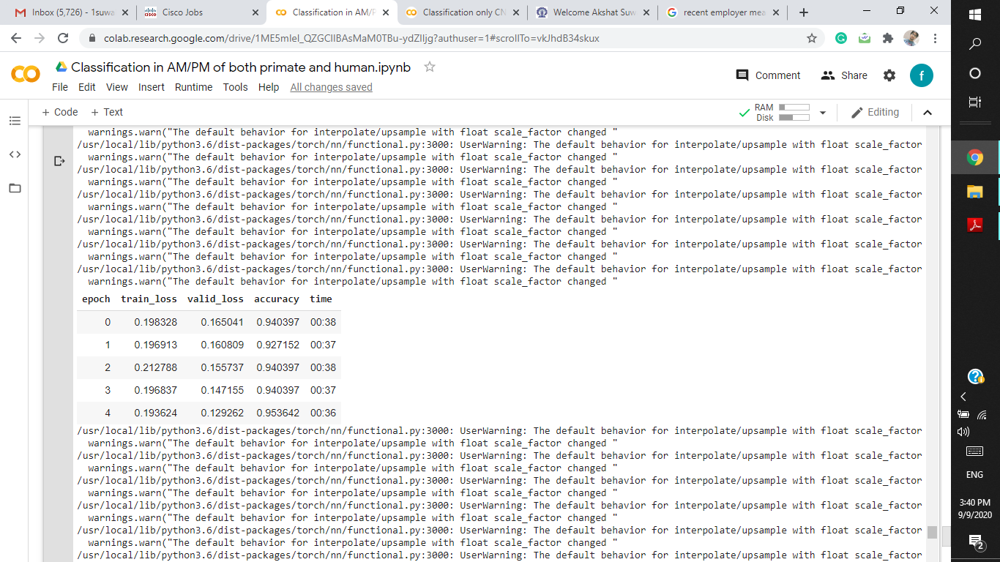 Inbox (5,726) - 1suwa
Cisco Jobs
Classification in AM/P
Classification only CN
Welcome Akshat Suw
recent employer mea
colab.research.google.com/drive/
?authuser=1#scrollTo=vkJhdB34skux
CO
Classification in AM/PM of both primate and human.ipynb
Comment
Share
f
File Edit View Insert Runtime Tools Help All changes saved
+ Code + Text
RAM
Disk
Editing
warnings.warn("The default behavior for interpolate/upsample with float scale_factor changed "
/usr/local/lib/python3.6/dist-packages/torch/nn/functional.py:3000: UserWarning: The default behavior for interpolate/upsample with float scale_factor
warnings.warn("The default behavior for interpolate/upsample with float scale_factor changed "
/usr/local/lib/python3.6/dist-packages/torch/nn/functional.py:3000: UserWarning: The default behavior for interpolate/upsample with float scale_factor
warnings.warn("The default behavior for interpolate/upsample with float scale_factor changed "
/usr/local/lib/python3.6/dist-packages/torch/nn/functional.py:3000: UserWarning: The default behavior for interpolate/upsample with float scale_factor
warnings.warn("The default behavior for interpolate/upsample with float scale_factor changed "
/usr/local/lib/python3.6/dist-packages/torch/nn/functional.py:3000: UserWarning: The default behavior for interpolate/upsample with float scale_factor
warnings.warn("The default behavior for interpolate/upsample with float scale_factor changed "
/usr/local/lib/python3.6/dist-packages/torch/nn/functional.py:3000: UserWarning: The default behavior for interpolate/upsample with float scale_factor
warnings.warn("The default behavior for interpolate/upsample with float scale_factor changed "
/usr/local/lib/python3.6/dist-packages/torch/nn/functional.py:3000: UserWarning: The default behavior for interpolate/upsample with float scale_factor
warnings.warn("The default behavior for interpolate/upsample with float scale_factor changed "
epoch train_loss valid_loss accuracy time
0 0.198328 0.165041 0.940397 00:38
1 0.196913 0.160809 0.927152 00:37
2 0.212788 0.155737 0.940397 00:38
3 0.196837 0.147155 0.940397 00:37
4 0.193624 0.129262 0.953642 00:36
/usr/local/lib/python3.6/dist-packages/torch/nn/functional.py:3000: UserWarning: The default behavior for interpolate/upsample with float scale_factor
warnings.warn("The default behavior for interpolate/upsample with float scale_factor changed "
/usr/local/lib/python3.6/dist-packages/torch/nn/functional.py:3000: UserWarning: The default behavior for interpolate/upsample with float scale_factor
warnings.warn("The default behavior for interpolate/upsample with float scale_factor changed "
/usr/local/lib/python3.6/dist-packages/torch/nn/functional.py:3000: UserWarning: The default behavior for interpolate/upsample with float scale_factor
warnings.warn("The default behavior for interpolate/upsample with float scale_factor changed "
/usr/local/lib/python3.6/dist-packages/torch/nn/functional.py:3000: UserWarning: The default behavior for interpolate/upsample with float scale_factor
warnings.warn("The default behavior for interpolate/upsample with float scale_factor changed "
/usr/local/lib/python3.6/dist-packages/torch/nn/functional.py:3000: UserWarning: The default behavior for interpolate/upsample with float scale_factor
warnings.warn("The default behavior for interpolate/upsample with float scale_factor changed "
/usr/local/lib/python3.6/dist-packages/torch/nn/functional.py:3000: UserWarning: The default behavior for interpolate/upsample with float scale_factor
ENG
3:40 PM
9/9/2020
2